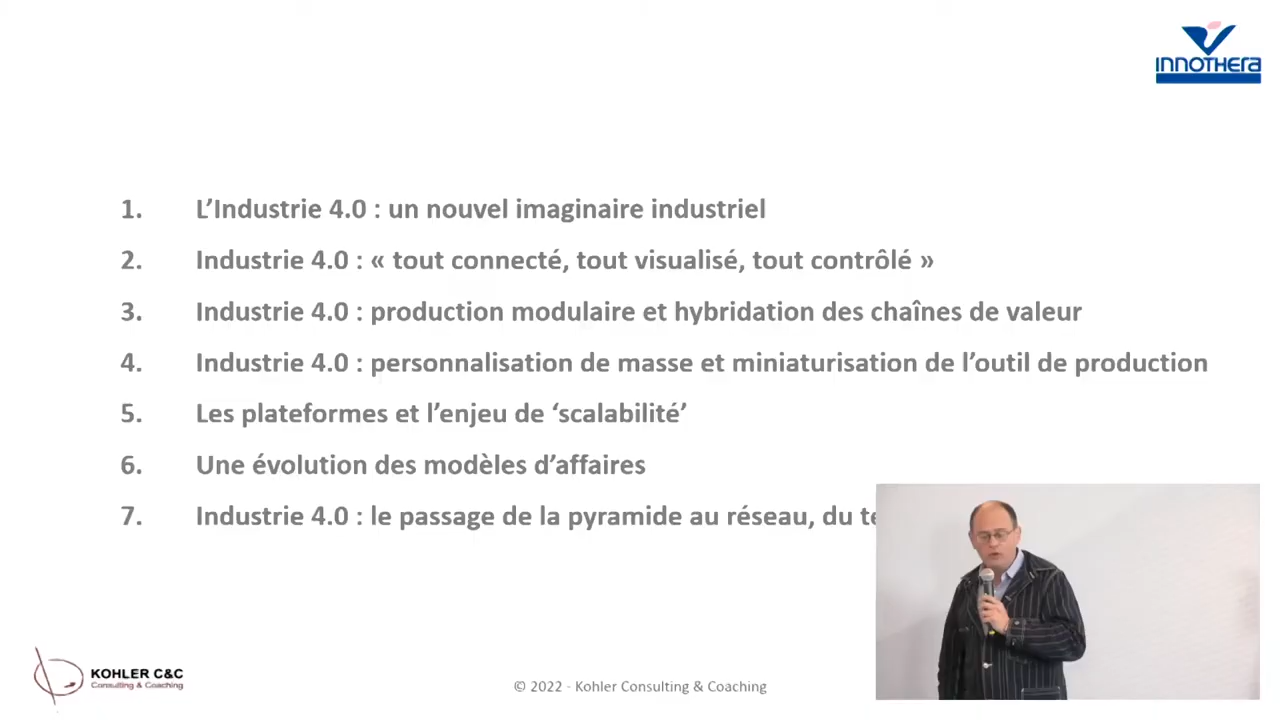 INNOTHERA
1. L’Industrie 4.0 : un nouvel imaginaire industriel
2. Industrie 4.0 : « tout connecté, tout visualisé, tout contrôlé »
3. Industrie 4.0 : production modulaire et hybridation des chaînes de valeur
4. Industrie 4.0 : personnalisation de masse et miniaturisation de l’outil de production
5. Les plateformes et l’enjeu de ‘scalabilité’
6. Une évolution des modèles d’affaires
7. Industrie 4.0 : le passage de la pyramide au réseau, du
KOHLER C&C
Consulting & Coaching
© 2022 - Kohler Consulting & Coaching